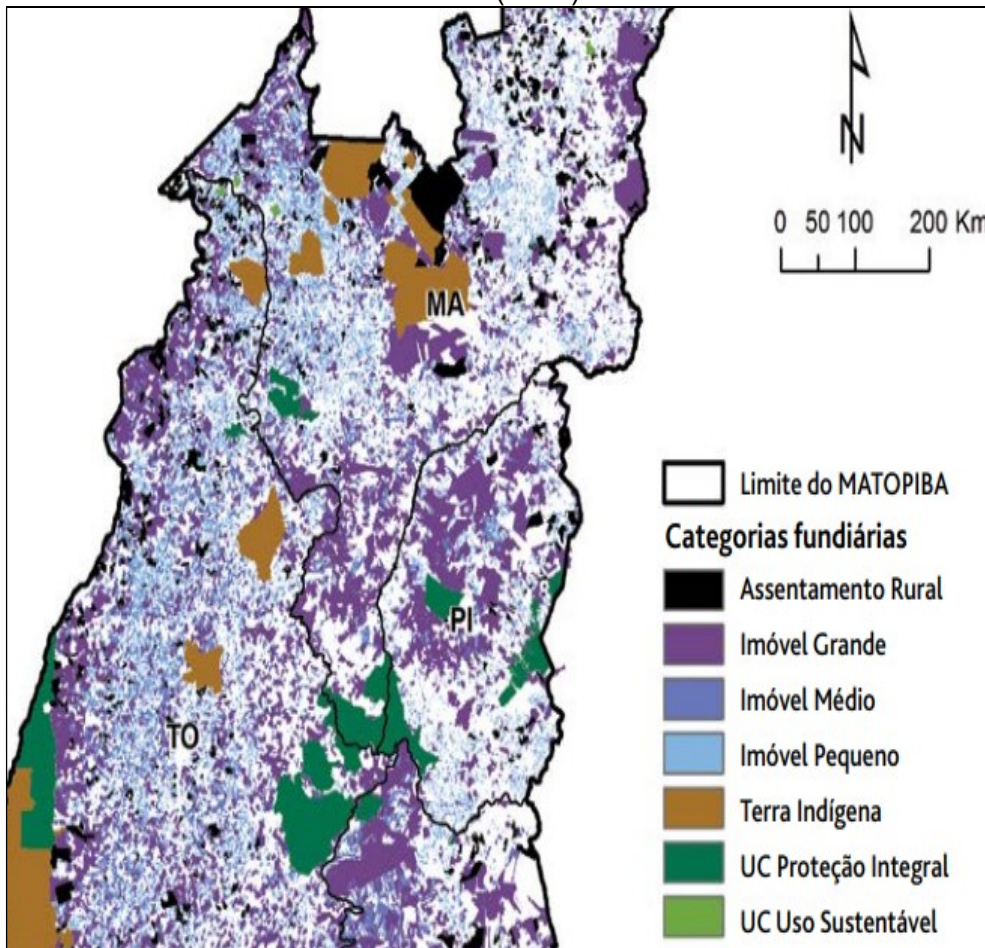 N
0 50 100 200 Km
MA
PI
TO
Limite do MATOPIBA
Categorias fundiárias
Assentamento Rural
Imóvel Grande
Imóvel Médio
Imóvel Pequeno
Terra Indígena
UC Proteção Integral
UC Uso Sustentável